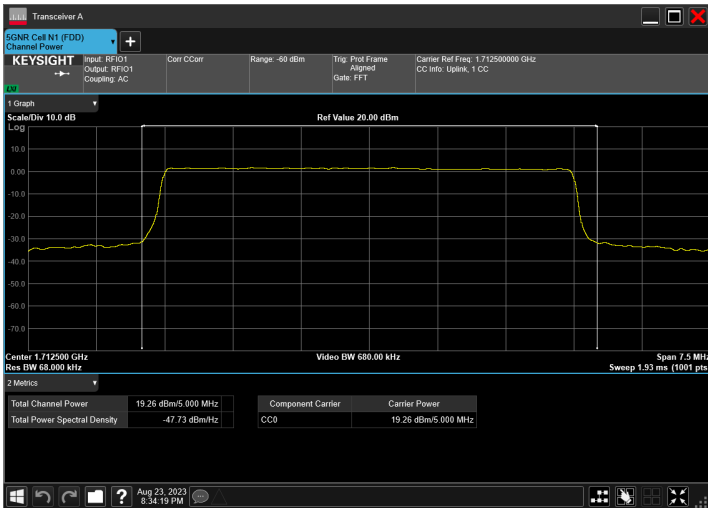 Transceiver A
5GNR Cell N1 (FDD)
Channel Power
KEYSIGHT
Input: RFIO1
Output: RFIO1
Coupling: AC
Corr CCorr
Range: -60 dBm
Trig: Prot Frame
Aligned
Gate: FFT
Carrier Ref Freq: 1.712500000 GHz
CC Info: Uplink, 1 CC
LXI
1 Graph
Scale/Div 10.0 dB
Ref Value 20.00 dBm
Log
10.0
0.00
-10.0
-20.0
-30.0
-40.0
-50.0
-60.0
-70.0
Center 1.712500 GHz
Video BW 680.00 kHz
Span 7.5 MHz
Res BW 68.000 kHz
Sweep 1.93 ms (1001 pts
2 Metrics
Total Channel Power 19.26 dBm/5.000 MHz
Total Power Spectral Density -47.73 dBm/Hz
Component Carrier Carrier Power
CC0 19.26 dBm/5.000 MHz
?
Aug 23, 2023
8:34:19 PM